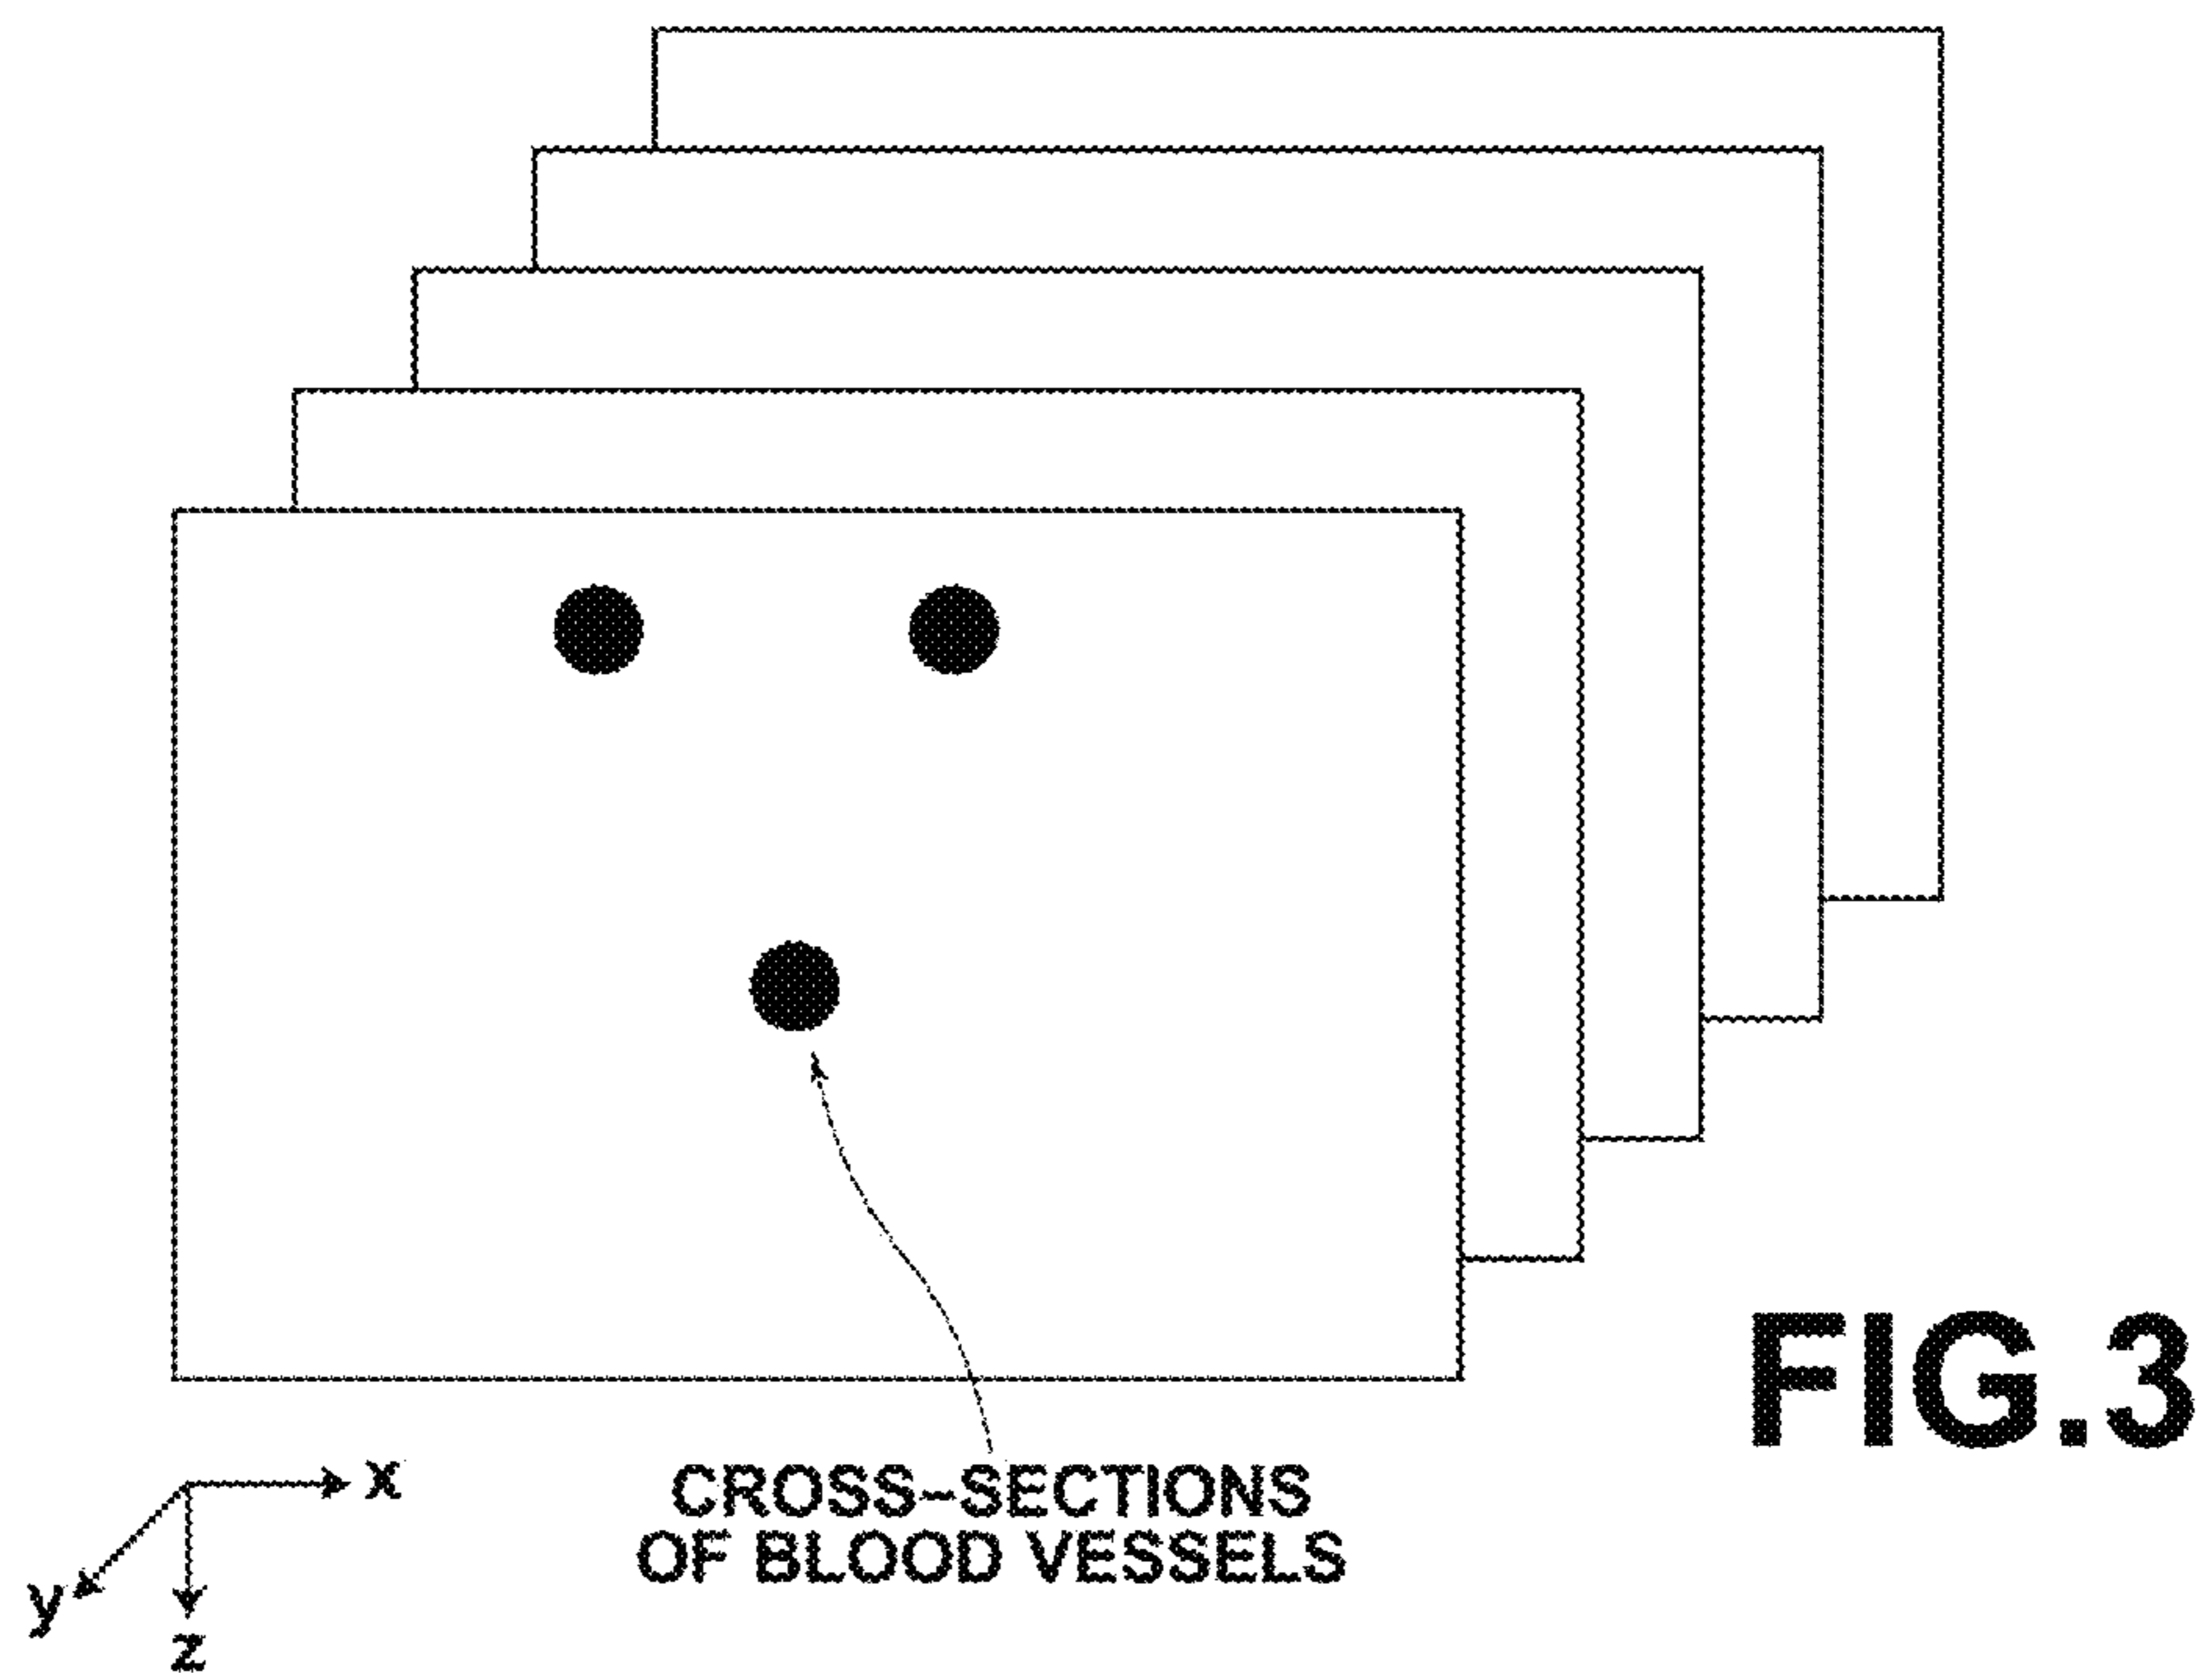 FIG.3
x
CROSS-SECTIONS
OF BLOOD VESSELS
y
z